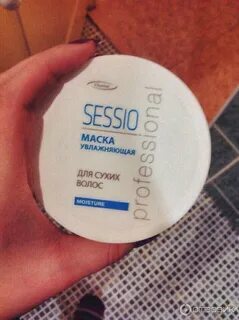 SESSIO
МАСКА
УВЛАЖНЯЮЩАЯ
professional
ДЛЯ СУХИХ
ВОЛОС
MOISTURE